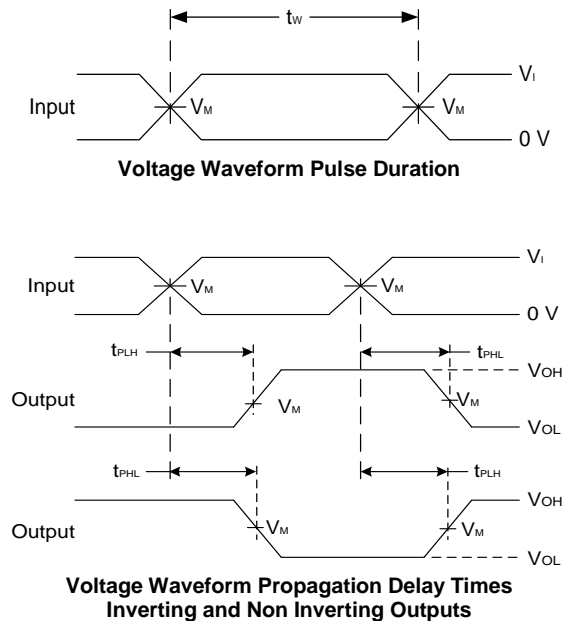 tW
VI
Input
VM
VM
0 V
Voltage Waveform Pulse Duration
VI
Input
VM
VM
0 V
tPLH
tPHL
VOH
Output
VM
VM
VOL
tPHL
tPLH
VOH
Output
VM
VM
VOL
Voltage Waveform Propagation Delay Times
Inverting and Non Inverting Outputs